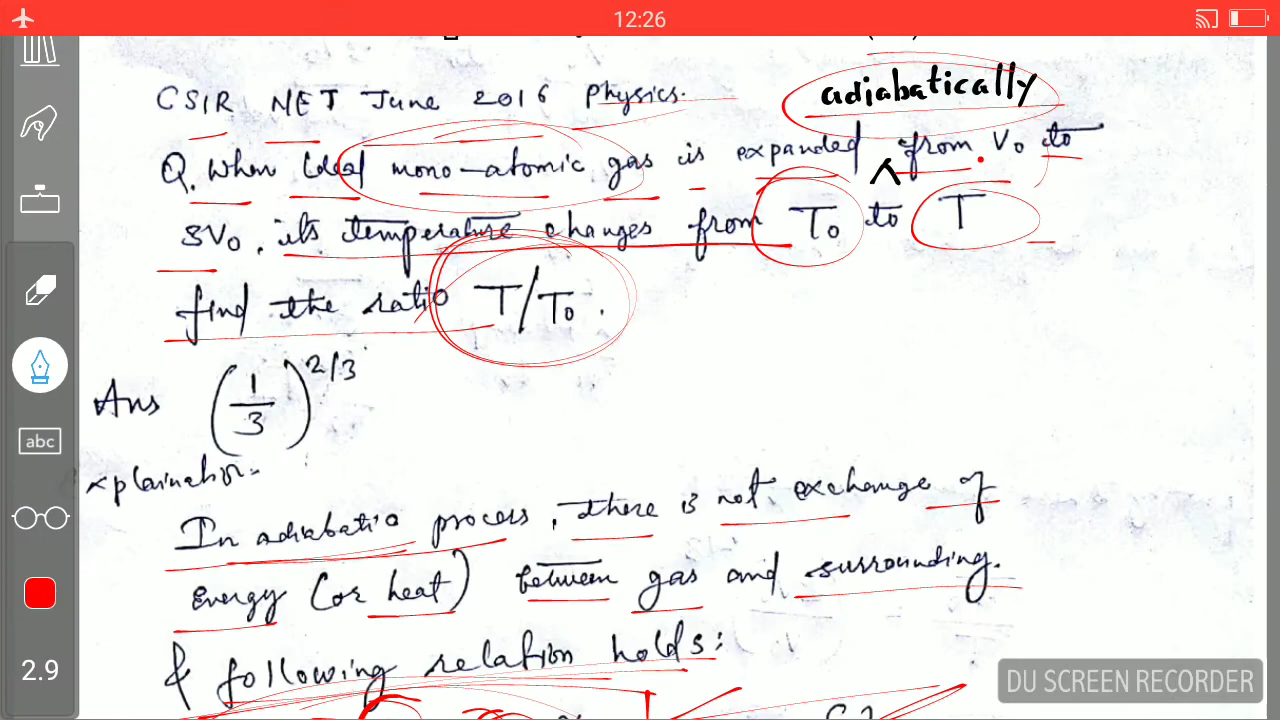 12:26
CSIR NET June 2016 Physics.
adiabatically
Q. When Ideal mono-atomic gas is expanded from V0 to
3V0, its temperature changes from T0 to T
find the ratio T/T0.
Ans (1/3)^2/3
xplaination-
In adiabatic process, there is not exchange of
Energy (or heat) between gas and surrounding.
& following relation holds:
abc
2.9
DU SCREEN RECORDER